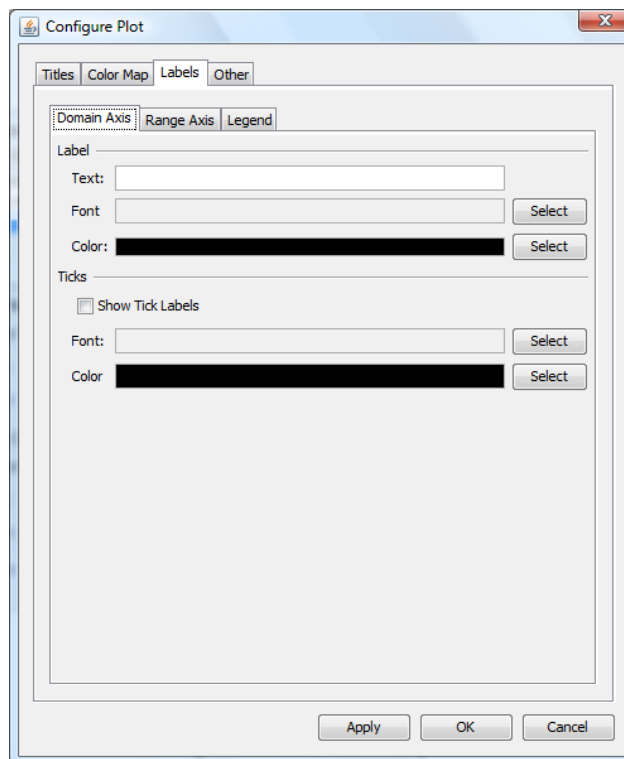 Configure Plot
Titles Color Map Labels Other
Domain Axis Range Axis Legend
Label
Text:
Font Select
Color: Select
Ticks
Show Tick Labels
Font: Select
Color Select
Apply OK Cancel